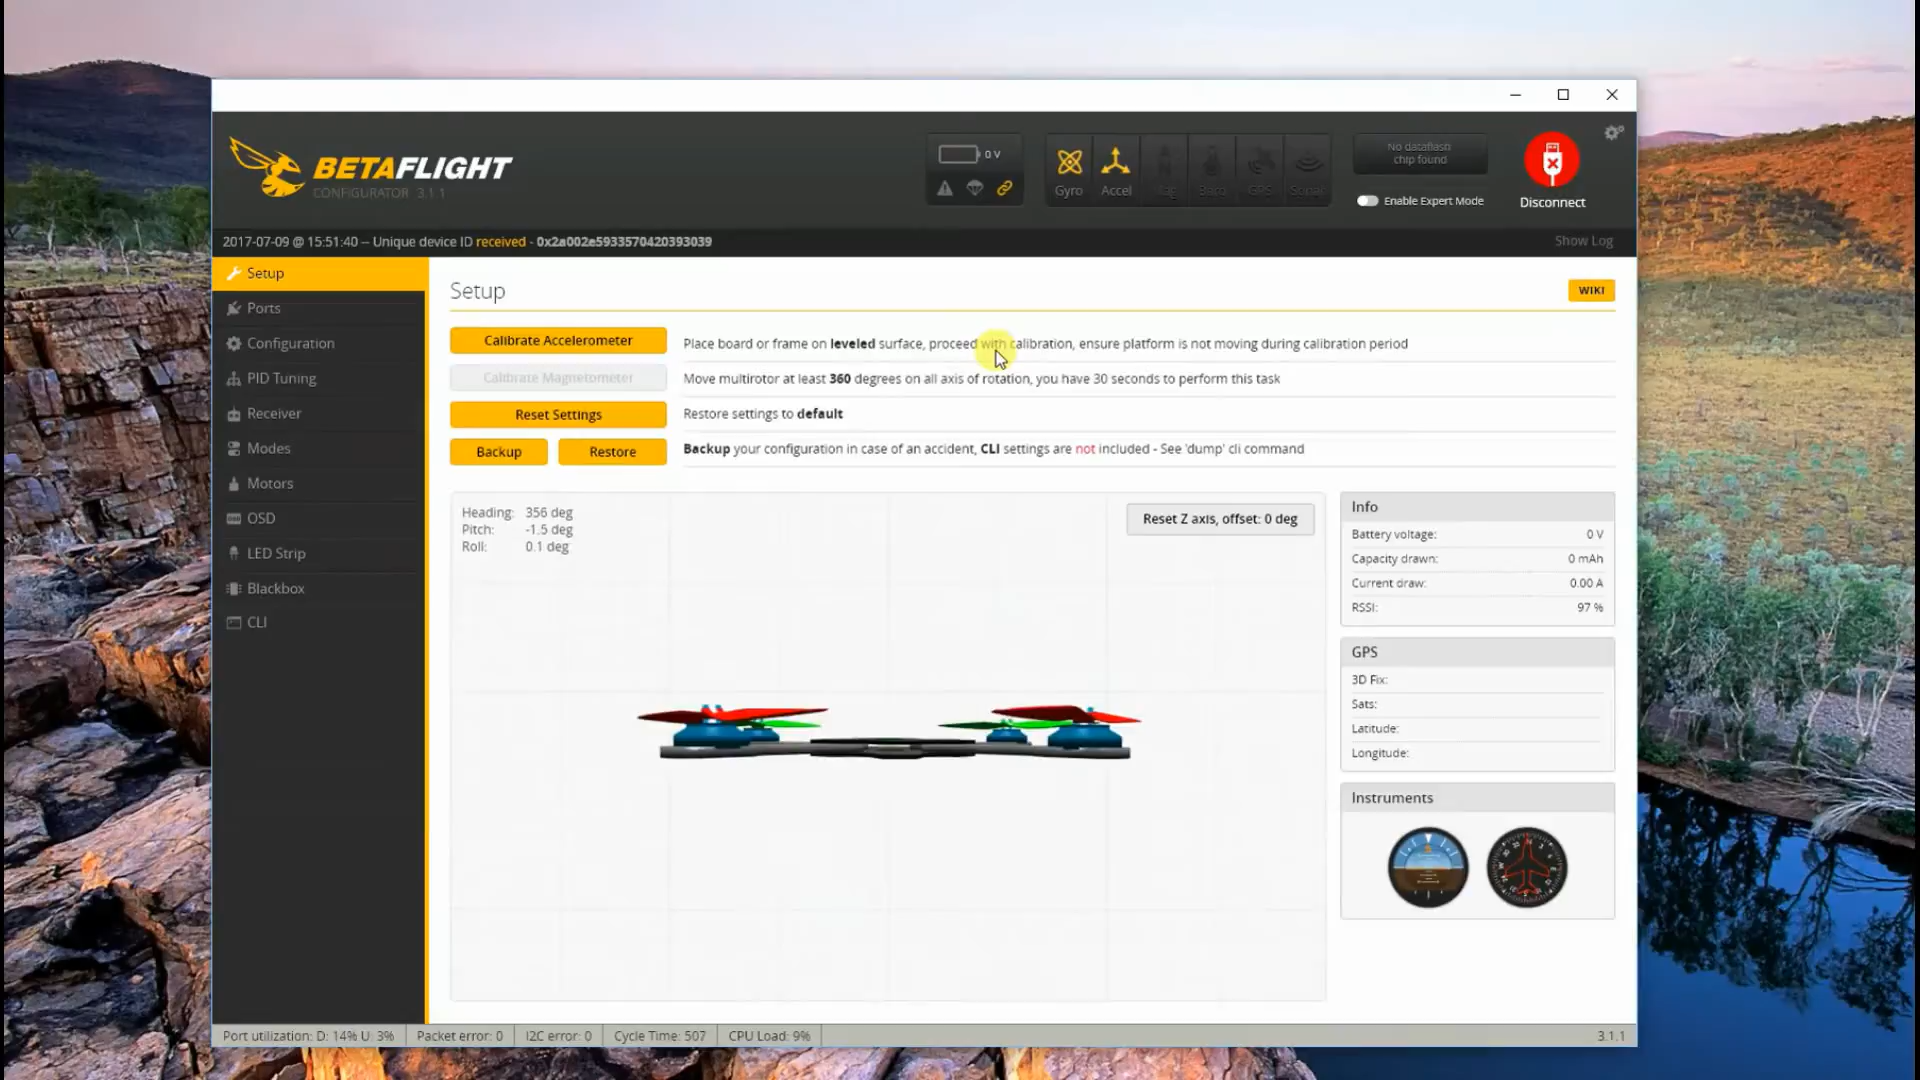 BETAFLIGHT
CONFIGURATOR 3.1.1
0 V
Gyro
Accel
Mag
Baro
GPS
Sonar
No dataflash
chip found
Enable Expert Mode
Disconnect
2017-07-09 @ 15:51:40 -- Unique device ID received - 0x2a002e5933570420393039
Show Log
Setup
Ports
Configuration
PID Tuning
Receiver
Modes
Motors
OSD
LED Strip
Blackbox
CLI
Setup
WIKI
Calibrate Accelerometer
Place board or frame on leveled surface, proceed with calibration, ensure platform is not moving during calibration period
Calibrate Magnetometer
Move multirotor at least 360 degrees on all axis of rotation, you have 30 seconds to perform this task
Reset Settings
Restore settings to default
Backup
Restore
Backup your configuration in case of an accident, CLI settings are not included - See 'dump' cli command
Heading: 356 deg
Pitch: -1.5 deg
Roll: 0.1 deg
Reset Z axis, offset: 0 deg
Info
Battery voltage: 0 V
Capacity drawn: 0 mAh
Current draw: 0.00 A
RSSI: 97 %
GPS
3D Fix:
Sats:
Latitude:
Longitude:
Instruments
Port utilization: D: 14% U: 3%
Packet error: 0
I2C error: 0
Cycle Time: 507
CPU Load: 9%
3.1.1